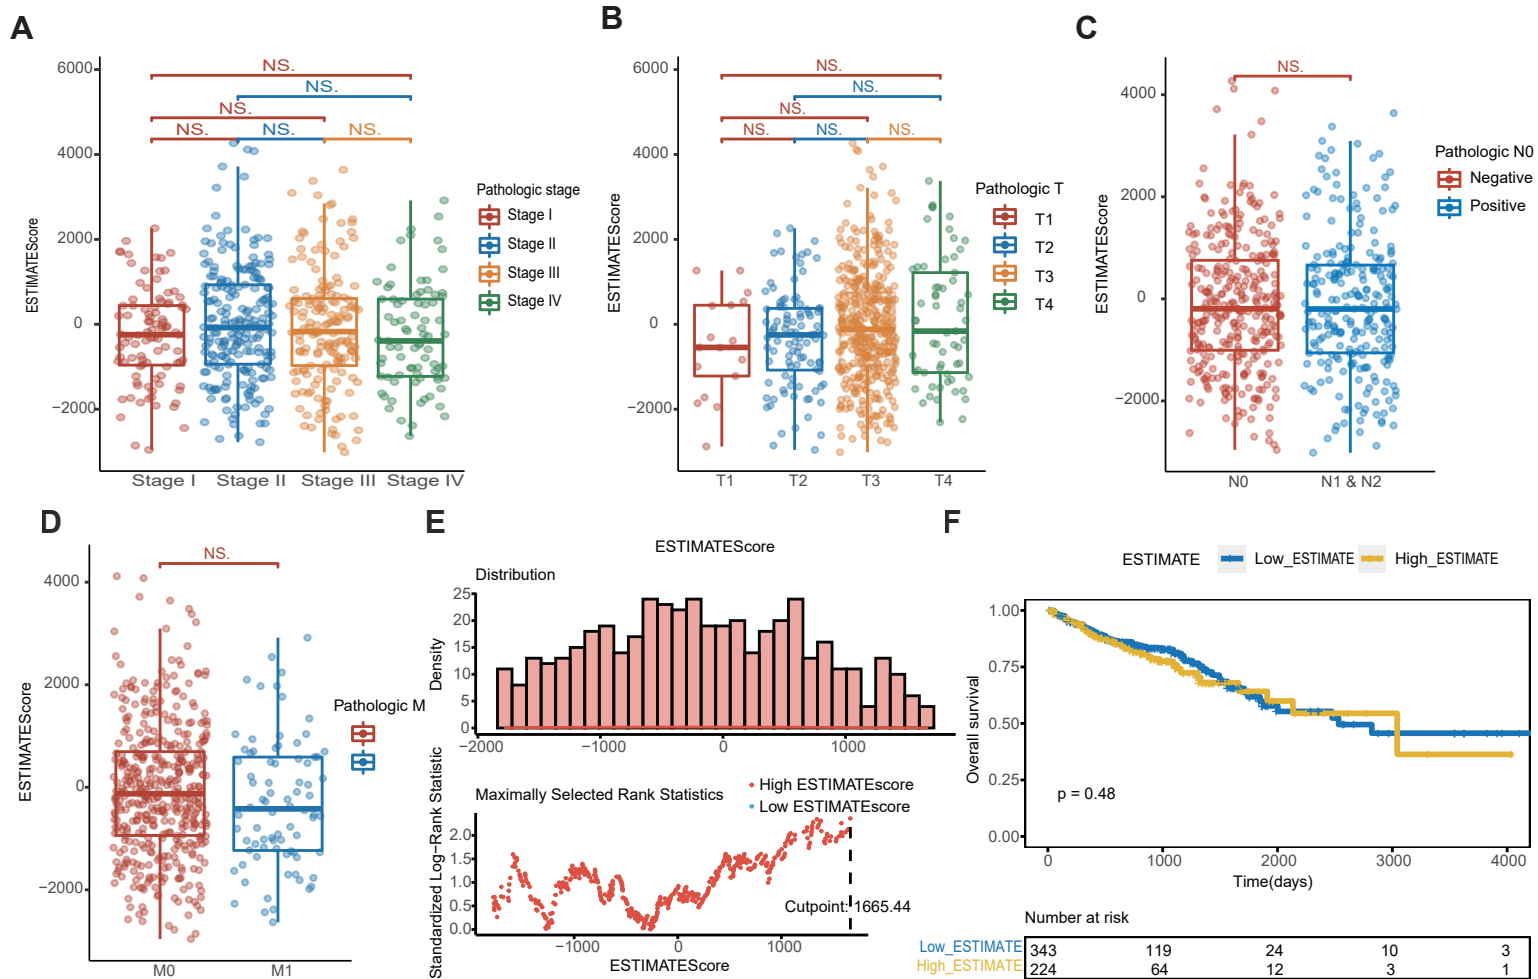 A
6000
4000
2000
0
−2000
ESTIMATEScore
NS.
NS.
NS.
NS.
NS.
NS.
Stage I
Stage II
Stage III
Stage IV
Pathologic stage
Stage I
Stage II
Stage III
Stage IV
B
6000
4000
2000
0
−2000
ESTIMATEScore
NS.
NS.
NS.
NS.
NS.
NS.
T1
T2
T3
T4
Pathologic T
T1
T2
T3
T4
C
4000
2000
0
−2000
ESTIMATEScore
NS.
N0
N1 & N2
Pathologic N0
Negative
Positive
D
4000
2000
0
−2000
ESTIMATEScore
NS.
M0
M1
Pathologic M
E
ESTIMATEScore
Distribution
Density
25
20
15
10
5
0
−2000
−1000
0
1000
Maximally Selected Rank Statistics
High ESTIMATEscore
Low ESTIMATEscore
Standardized Log−Rank Statistic
2.0
1.5
1.0
0.5
0.0
Cutpoint: 1665.44
−1000
0
1000
ESTIMATEScore
F
ESTIMATE
Low_ESTIMATE
High_ESTIMATE
Overall survival
1.00
0.75
0.50
0.25
0.00
p = 0.48
0
1000
2000
3000
4000
Time(days)
Number at risk
Low_ESTIMATE 343 119 24 10 3
High_ESTIMATE 224 64 12 3 1